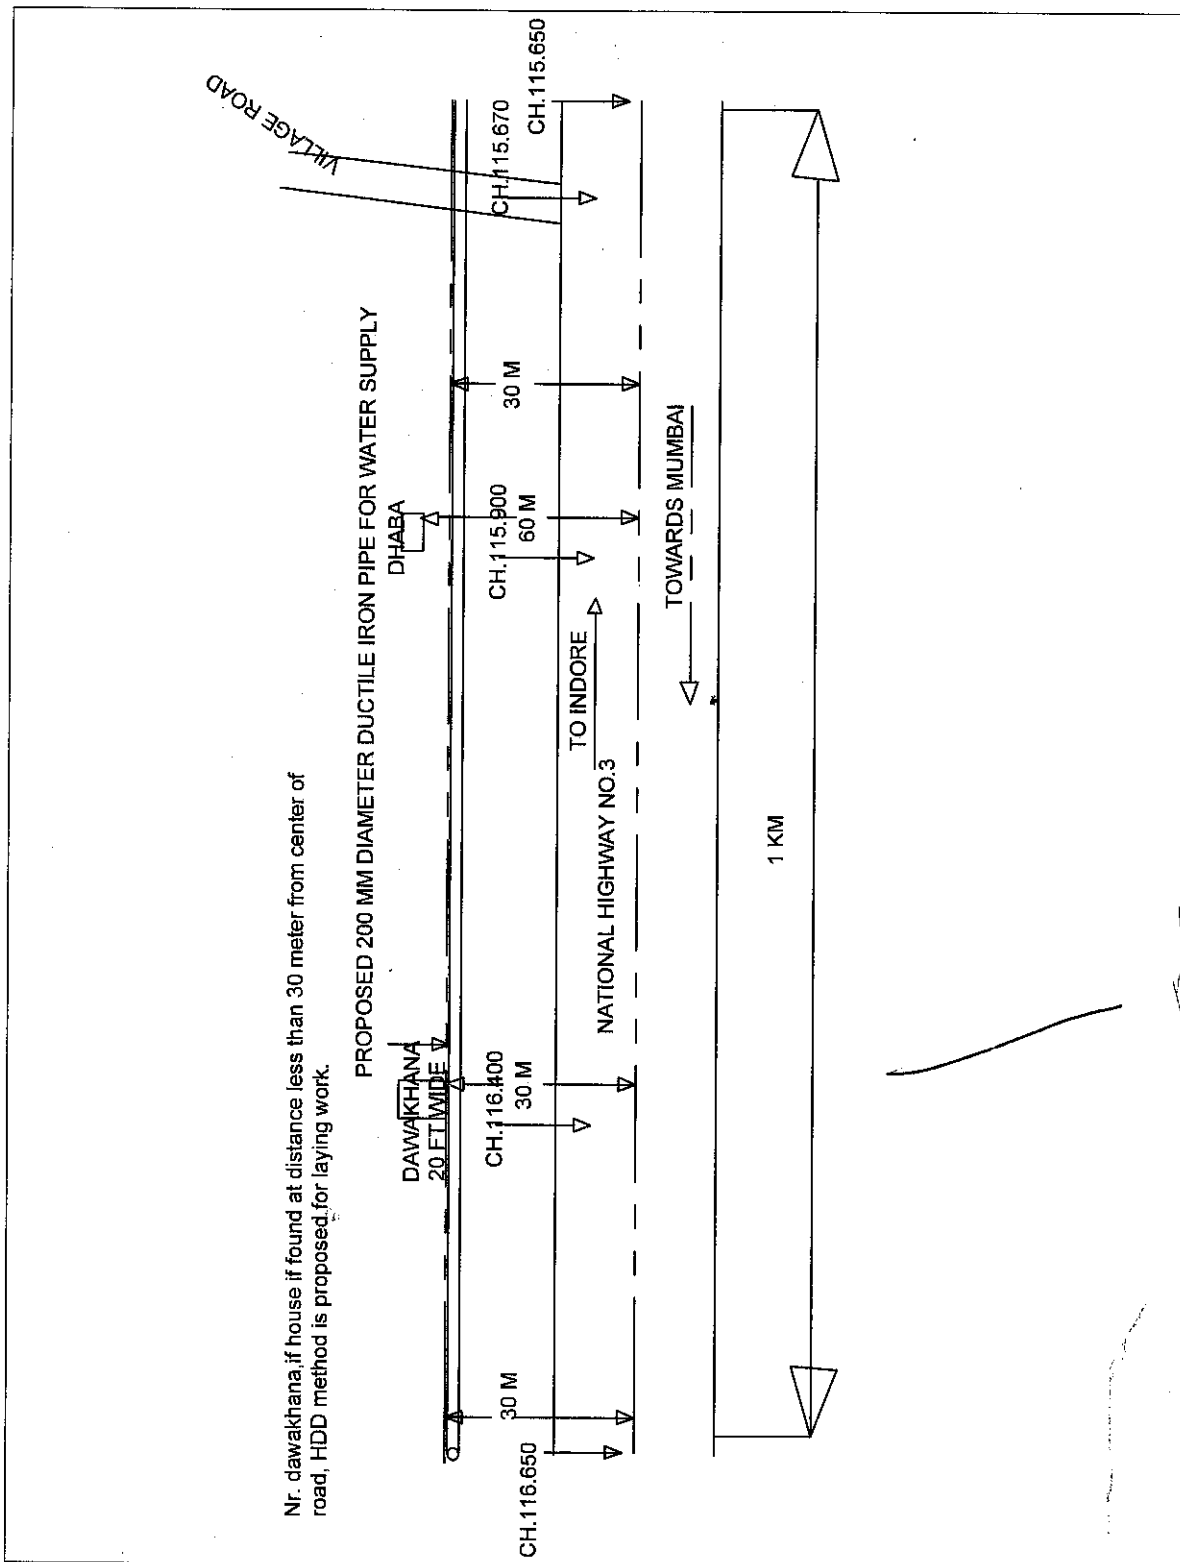 Nr. dawakhana,if house if found at distance less than 30 meter from center of
road, HDD method is proposed for laying work.
PROPOSED 200 MM DIAMETER DUCTILE IRON PIPE FOR WATER SUPPLY
VILLAGE ROAD
DAWAKHANA
20 FT WIDE
DHABA
CH.116.650
30 M
CH.116.400
30 M
CH.115.900
60 M
30 M
CH.115.670
CH.115.650
TO INDORE
NATIONAL HIGHWAY NO.3
TOWARDS MUMBAI
1 KM